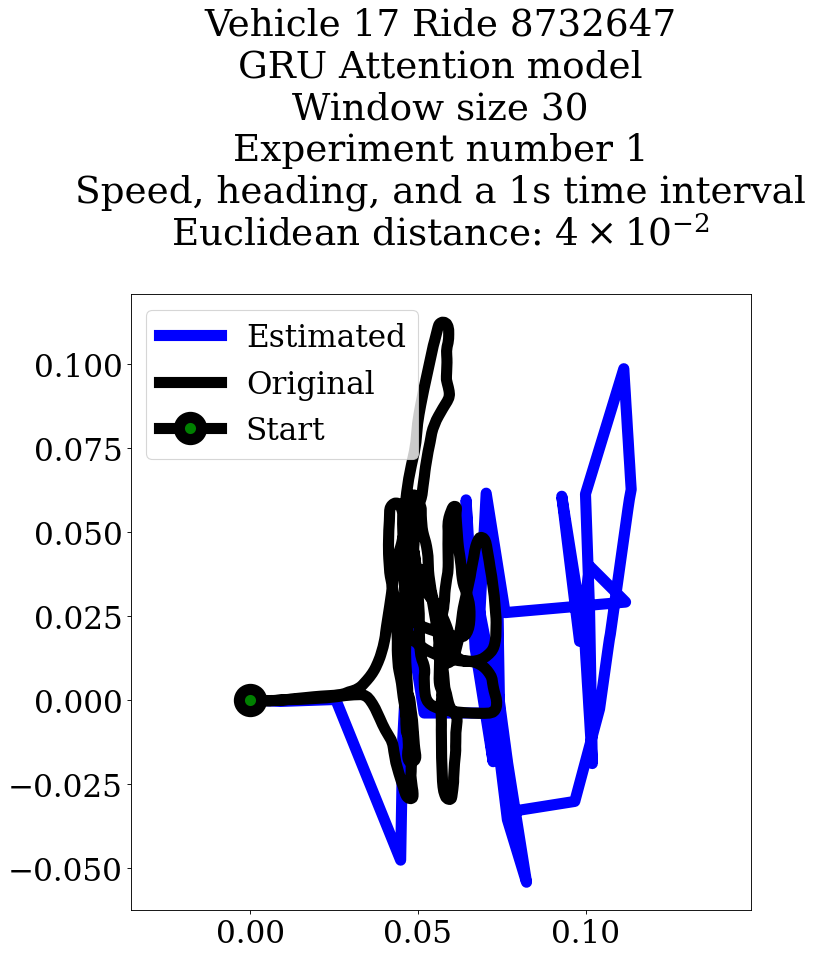 Vehicle 17 Ride 8732647
GRU Attention model
Window size 30
Experiment number 1
Speed, heading, and a 1s time interval
Euclidean distance: 4 × 10⁻²
Estimated
Original
Start
0.100
0.075
0.050
0.025
0.000
−0.025
−0.050
0.00 0.05 0.10